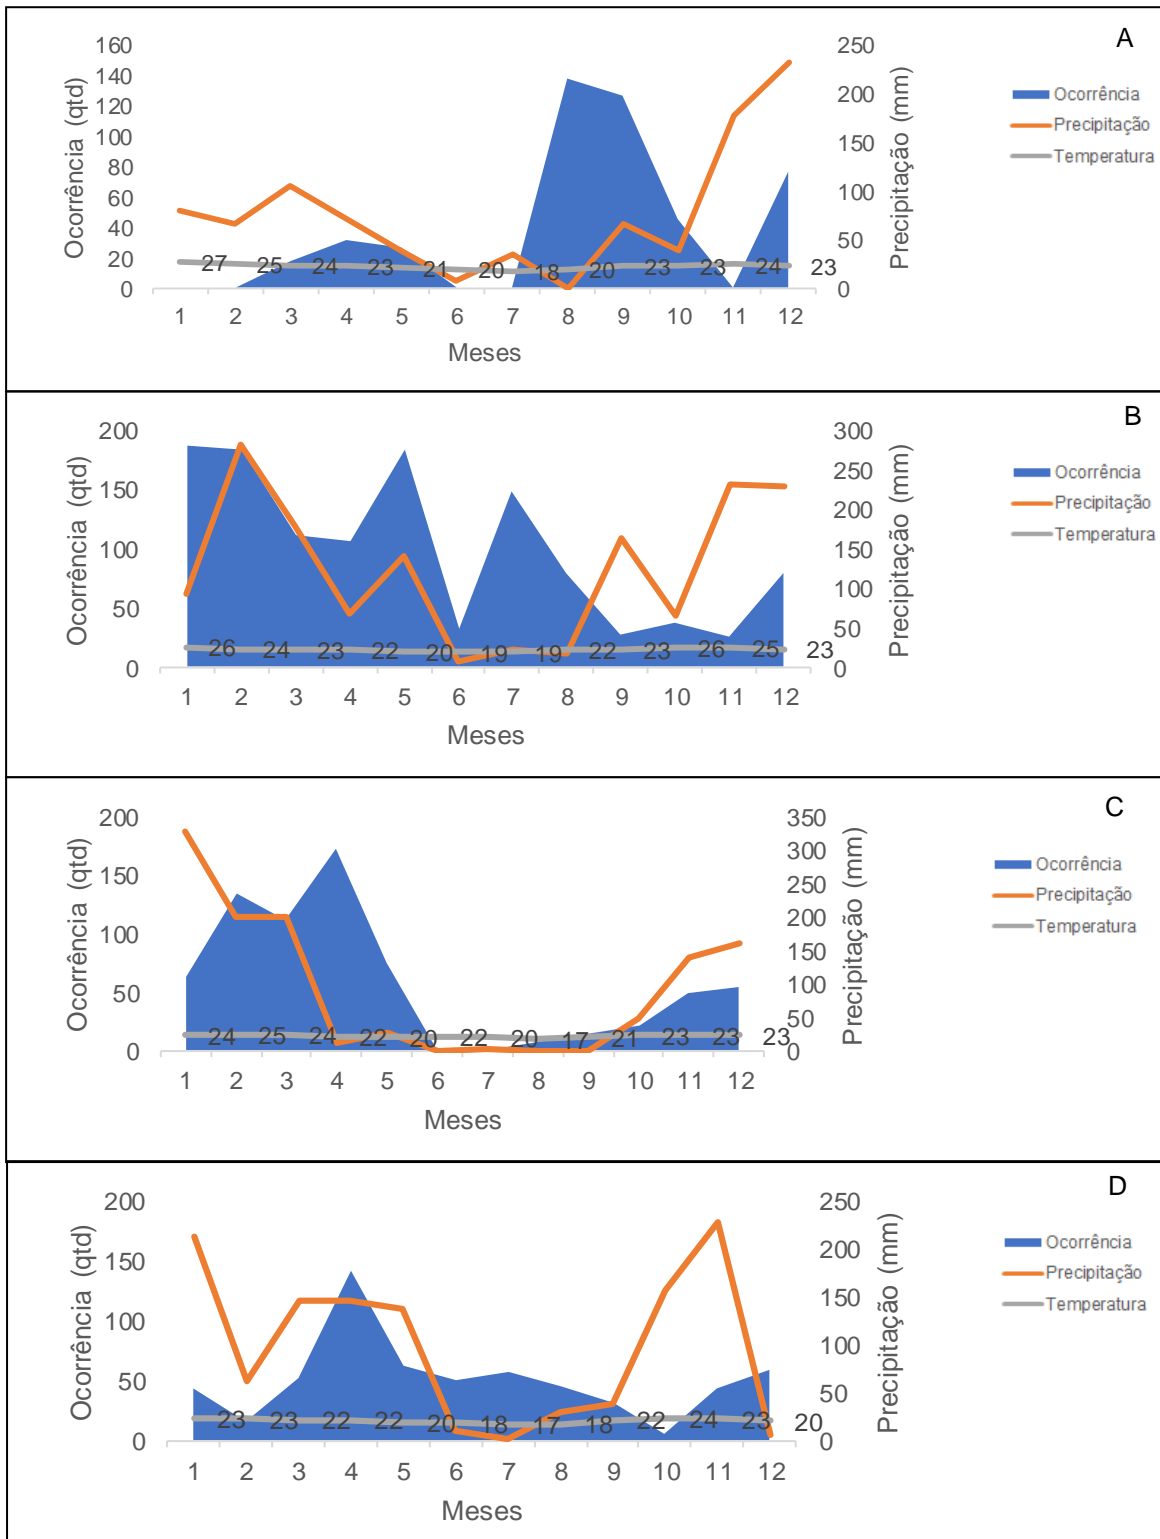 A
Ocorrência (qtd)
160
140
120
100
80
60
40
20
0
250
200
150
100
50
0
Precipitação (mm)
27 25 24 23 21 20 18 20 23 23 24 23
1 2 3 4 5 6 7 8 9 10 11 12
Meses
Ocorrência
Precipitação
Temperatura
B
Ocorrência (qtd)
200
150
100
50
0
300
250
200
150
100
50
0
Precipitação (mm)
26 24 23 22 20 19 19 22 23 26 25 23
1 2 3 4 5 6 7 8 9 10 11 12
Meses
Ocorrência
Precipitação
Temperatura
C
Ocorrência (qtd)
200
150
100
50
0
350
300
250
200
150
100
50
0
Precipitação (mm)
24 25 24 22 20 22 20 17 21 23 23 23
1 2 3 4 5 6 7 8 9 10 11 12
Meses
Ocorrência
Precipitação
Temperatura
D
Ocorrência (qtd)
200
150
100
50
0
250
200
150
100
50
0
Precipitação (mm)
23 23 22 22 20 18 17 18 22 24 23 20
1 2 3 4 5 6 7 8 9 10 11 12
Meses
Ocorrência
Precipitação
Temperatura